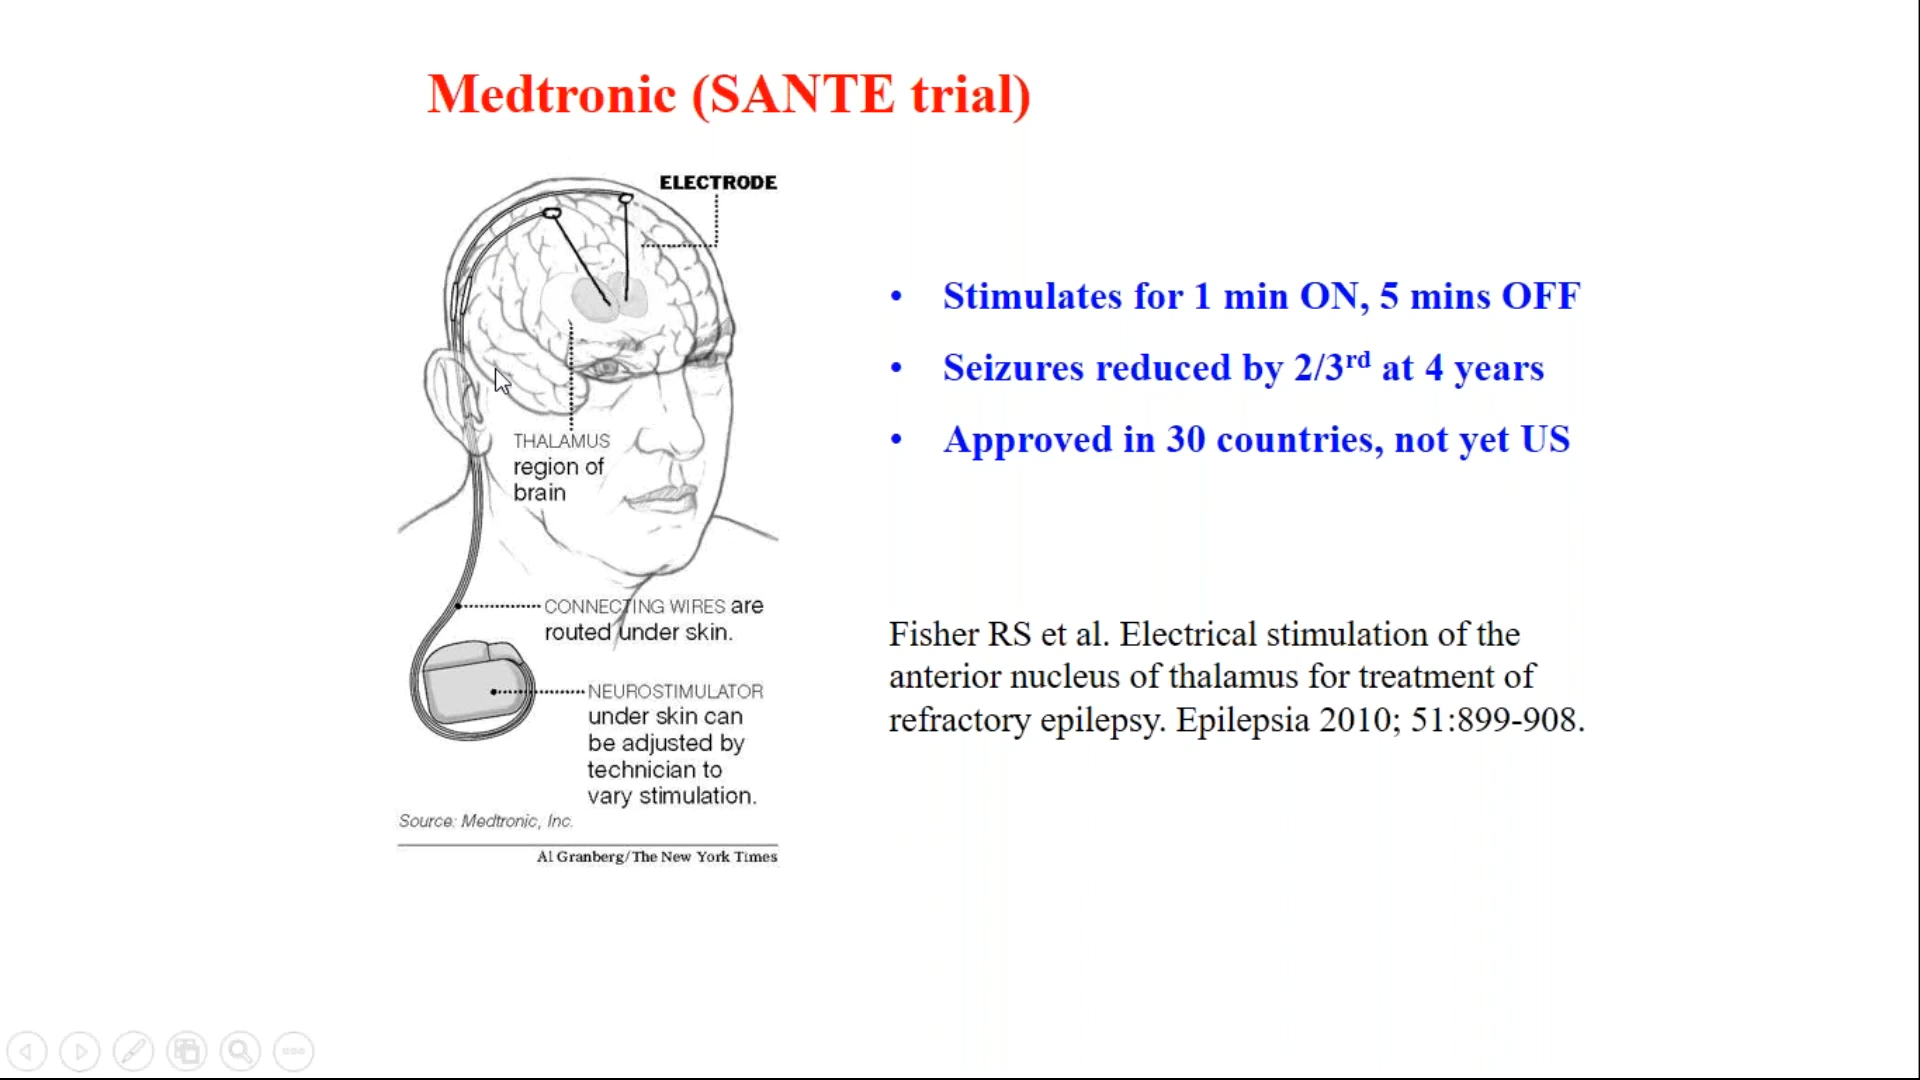 Medtronic (SANTE trial)
ELECTRODE
THALAMUS
region of
brain
CONNECTING WIRES are
routed under skin.
NEUROSTIMULATOR
under skin can
be adjusted by
technician to
vary stimulation.
Source: Medtronic, Inc.
Al Granberg/The New York Times
• Stimulates for 1 min ON, 5 mins OFF
• Seizures reduced by 2/3rd at 4 years
• Approved in 30 countries, not yet US
Fisher RS et al. Electrical stimulation of the
anterior nucleus of thalamus for treatment of
refractory epilepsy. Epilepsia 2010; 51:899-908.